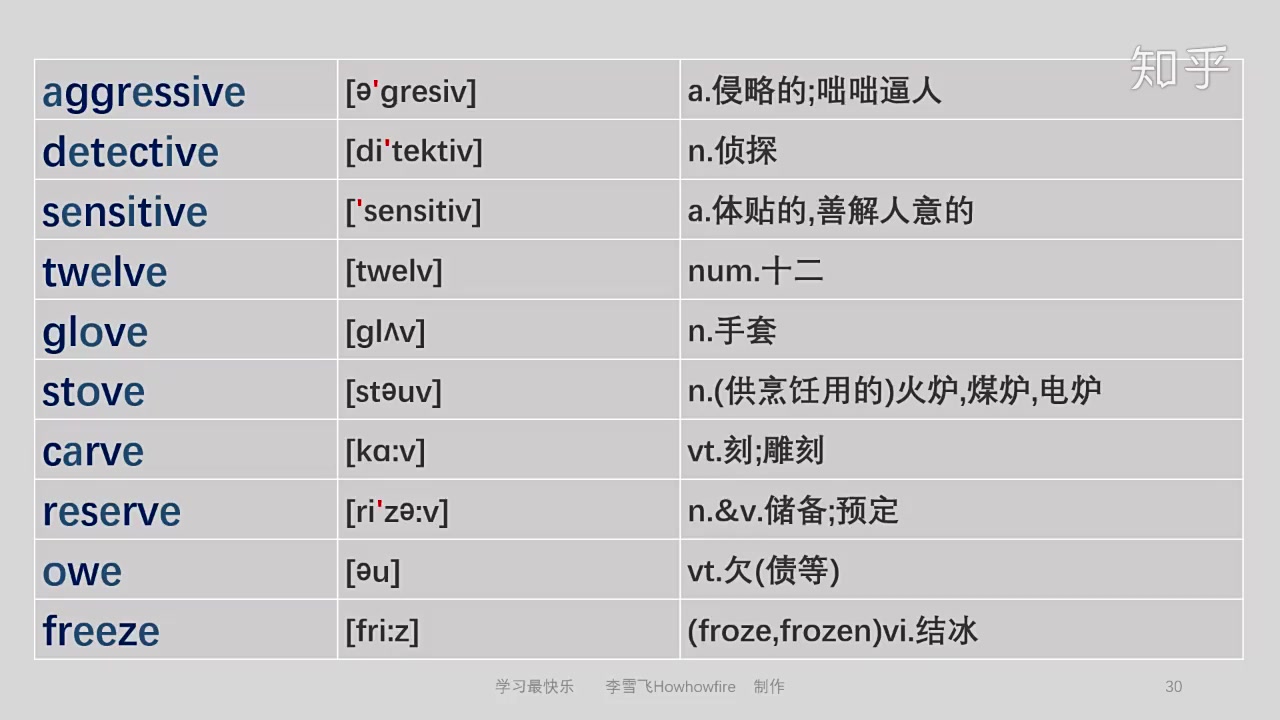 知乎
aggressive [ə'gresiv] a.侵略的;咄咄逼人
detective [di'tektiv] n.侦探
sensitive ['sensitiv] a.体贴的,善解人意的
twelve [twelv] num.十二
glove [glʌv] n.手套
stove [stəuv] n.(供烹饪用的)火炉,煤炉,电炉
carve [kɑ:v] vt.刻;雕刻
reserve [ri'zə:v] n.&v.储备;预定
owe [əu] vt.欠(债等)
freeze [fri:z] (froze,frozen)vi.结冰
学习最快乐 李雪飞Howhowfire 制作 30